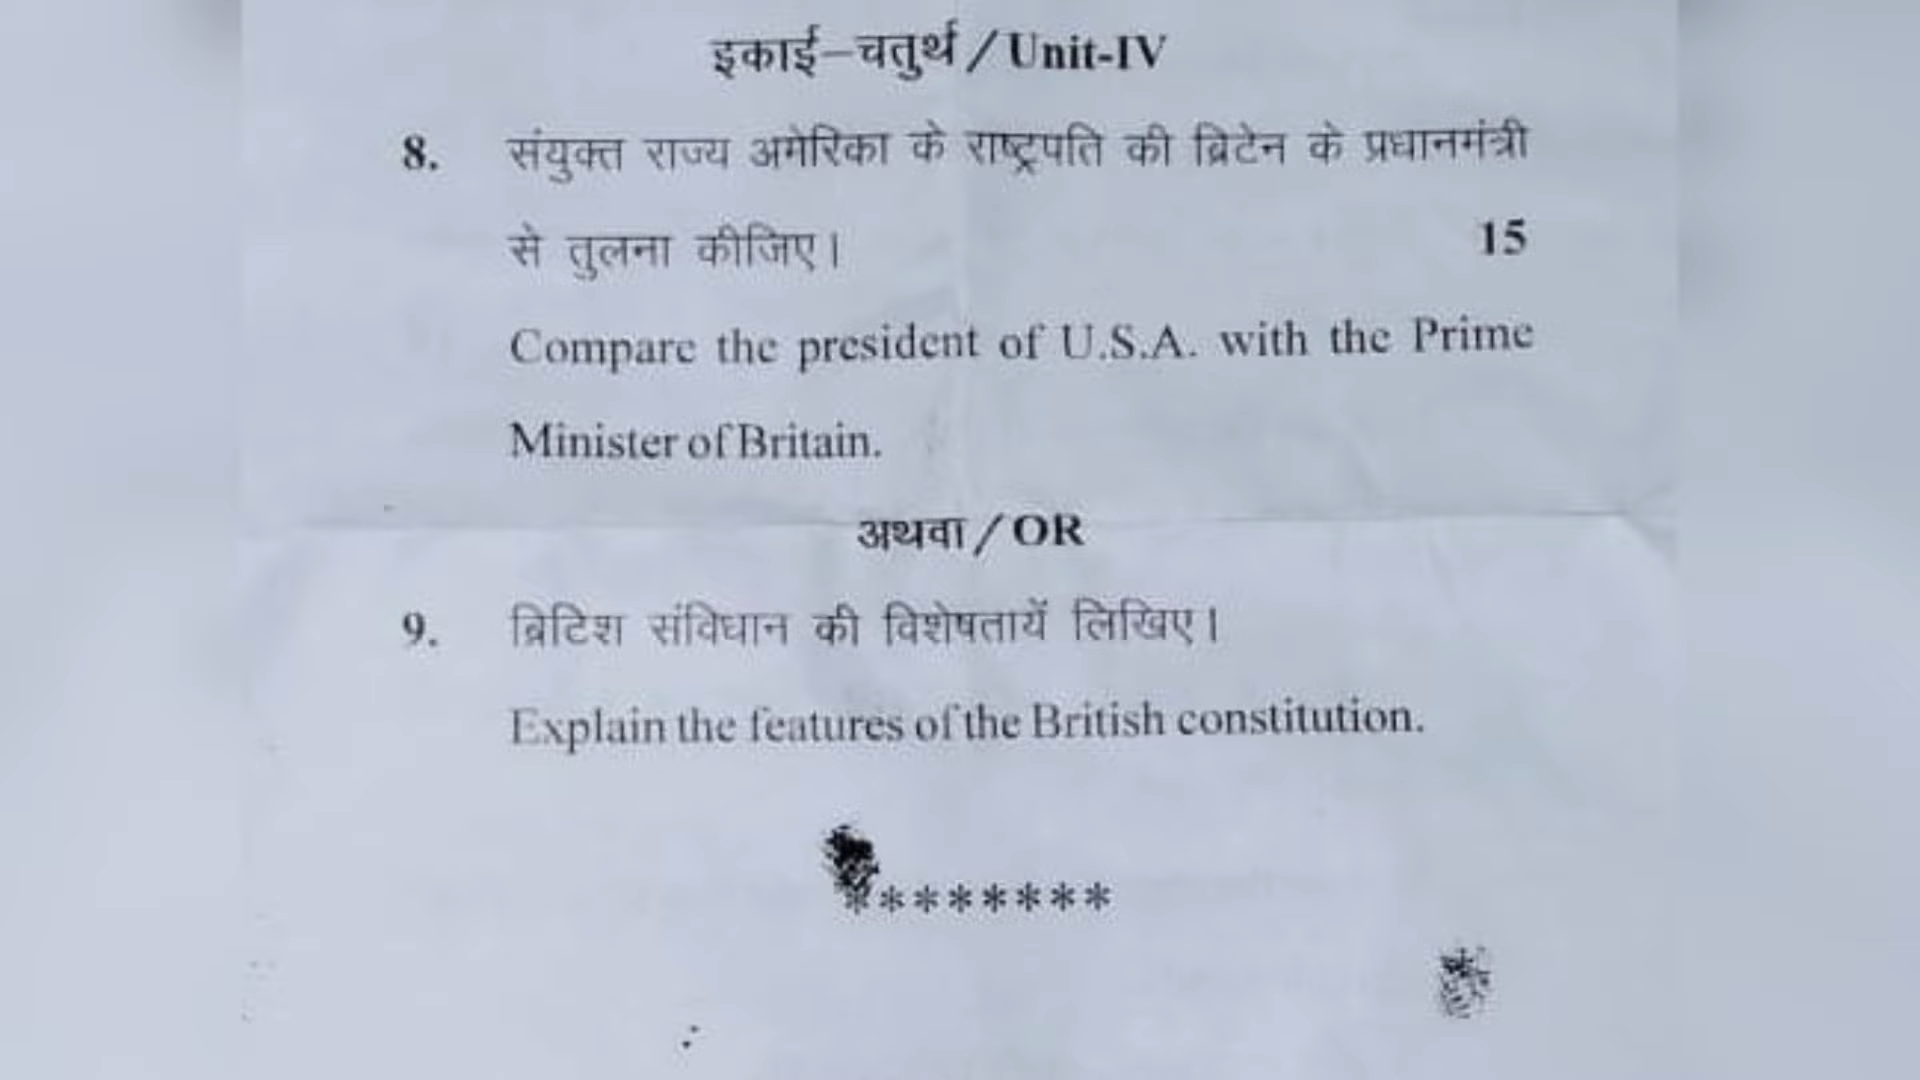 इकाई–चतुर्थ / Unit-IV
8. संयुक्त राज्य अमेरिका के राष्ट्रपति की ब्रिटेन के प्रधानमंत्री
से तुलना कीजिए। 15
Compare the president of U.S.A. with the Prime
Minister of Britain.
अथवा / OR
9. ब्रिटिश संविधान की विशेषतायें लिखिए।
Explain the features of the British constitution.
********